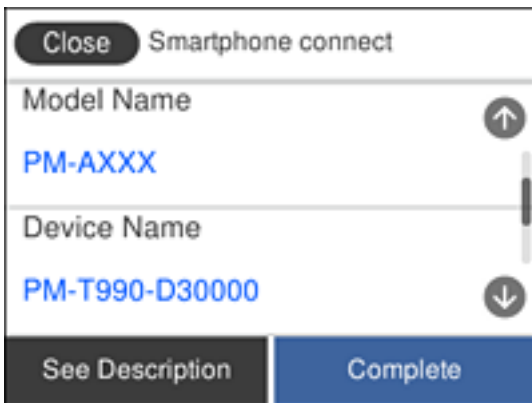 Close Smartphone connect
Model Name
PM-AXXX
Device Name
PM-T990-D30000
See Description Complete